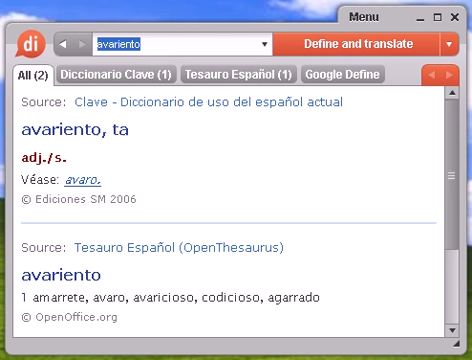 Menu
di
avariento
Define and translate
All (2)
Diccionario Clave (1)
Tesauro Español (1)
Google Define
Source: Clave - Diccionario de uso del español actual
avariento, ta
adj./s.
Véase: avaro.
© Ediciones SM 2006
Source: Tesauro Español (OpenThesaurus)
avariento
1 amarrete, avaro, avaricioso, codicioso, agarrado
© OpenOffice.org